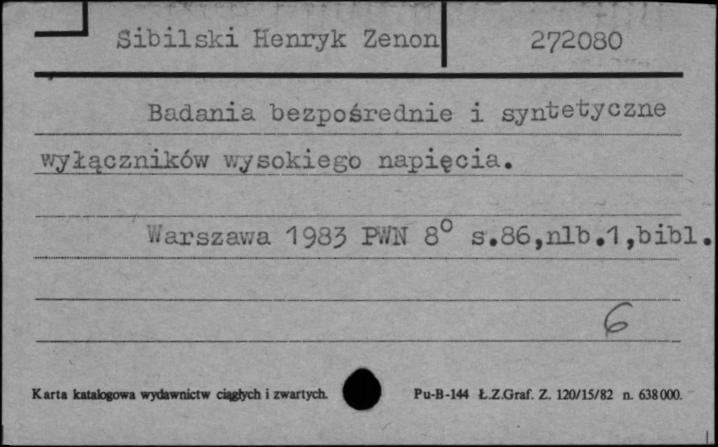 Sibilski Henryk Zenon 272080
Badania bezpośrednie i syntetyczne
wyłączników wysokiego napięcia.
Warszawa 1983 PWN 8° s.86,nlb.1,bibl.
6
Karta katalogowa wydawnictw ciągłych i zwartych. Pu-B-144 Ł.Z.Graf. Z. 120/15/82 n. 638000.